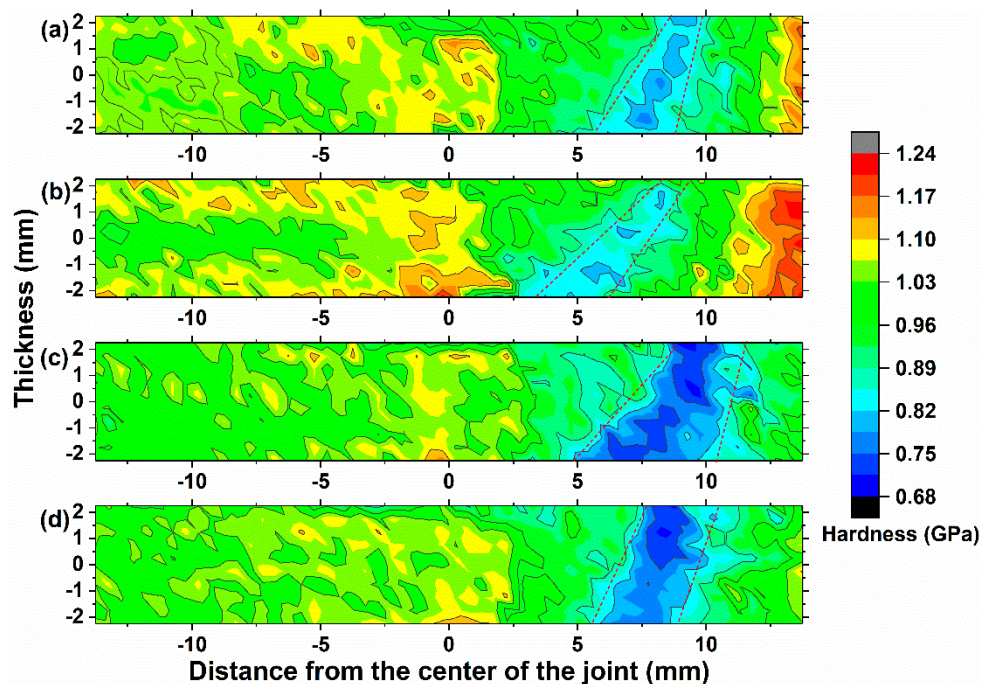 (a)
2
1
0
-1
-2
-10 -5 0 5 10
(b)
2
1
0
-1
-2
-10 -5 0 5 10
(c)
2
1
0
-1
-2
-10 -5 0 5 10
(d)
2
1
0
-1
-2
-10 -5 0 5 10
Thickness (mm)
Distance from the center of the joint (mm)
1.24
1.17
1.10
1.03
0.96
0.89
0.82
0.75
0.68
Hardness (GPa)